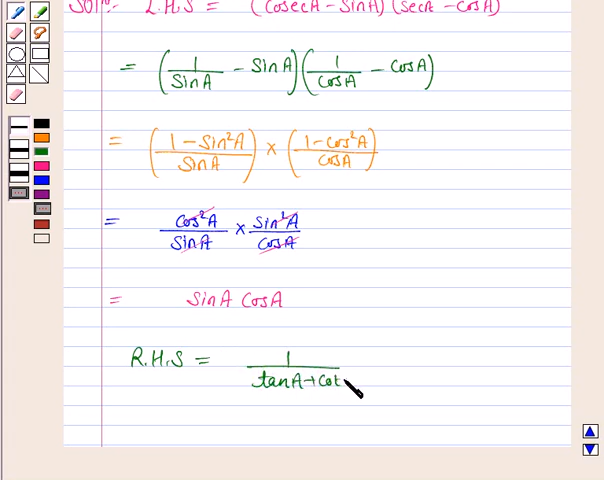 Soln:- L.H.S = (CosecA - SinA) (SecA - CosA)
= (1/SinA - SinA) (1/CosA - CosA)
= ((1 - Sin²A)/SinA) × ((1 - Cos²A)/CosA)
= Cos²A/SinA × Sin²A/CosA
= SinA CosA
R.H.S = 1/(tanA + Cot